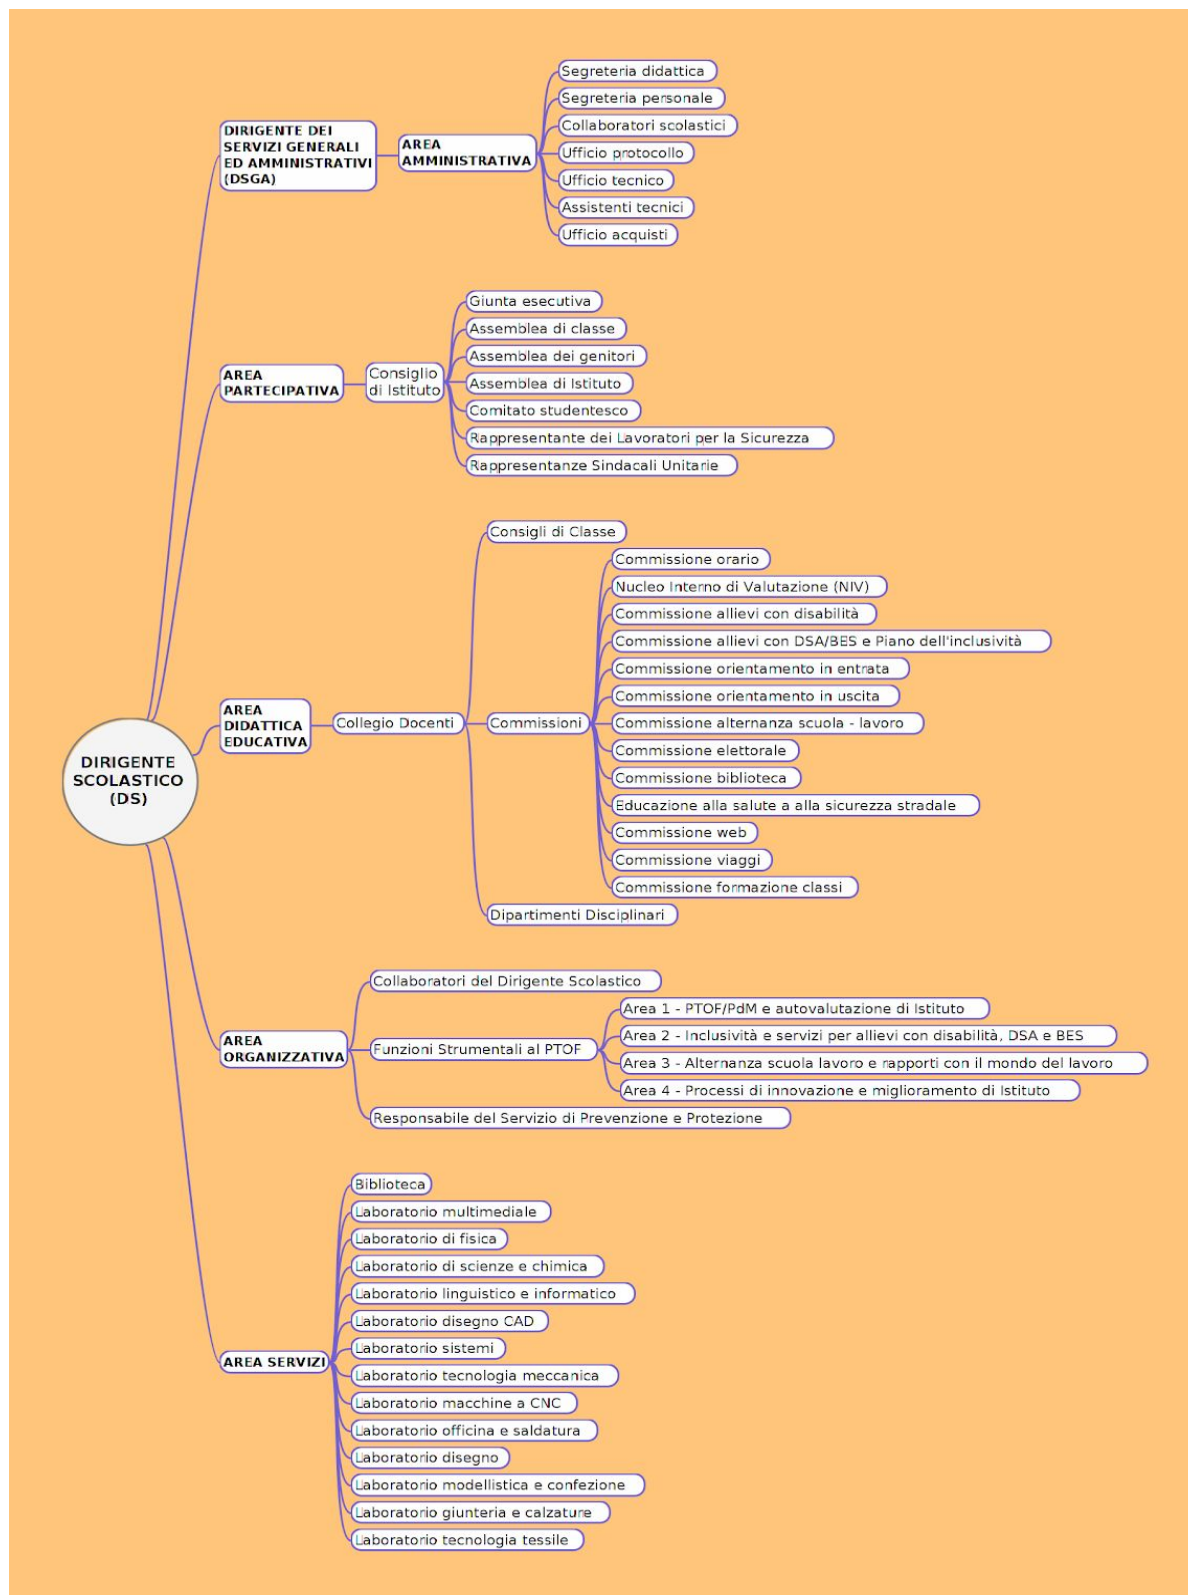 DIRIGENTE
SCOLASTICO
(DS)
DIRIGENTE DEI
SERVIZI GENERALI
ED AMMINISTRATIVI
(DSGA)
AREA
AMMINISTRATIVA
Segreteria didattica
Segreteria personale
Collaboratori scolastici
Ufficio protocollo
Ufficio tecnico
Assistenti tecnici
Ufficio acquisti
AREA
PARTECIPATIVA
Consiglio
di Istituto
Giunta esecutiva
Assemblea di classe
Assemblea dei genitori
Assemblea di Istituto
Comitato studentesco
Rappresentante dei Lavoratori per la Sicurezza
Rappresentanze Sindacali Unitarie
AREA
DIDATTICA
EDUCATIVA
Collegio Docenti
Consigli di Classe
Commissioni
Commissione orario
Nucleo Interno di Valutazione (NIV)
Commissione allievi con disabilità
Commissione allievi con DSA/BES e Piano dell'inclusività
Commissione orientamento in entrata
Commissione orientamento in uscita
Commissione alternanza scuola - lavoro
Commissione elettorale
Commissione biblioteca
Educazione alla salute a alla sicurezza stradale
Commissione web
Commissione viaggi
Commissione formazione classi
Dipartimenti Disciplinari
AREA
ORGANIZZATIVA
Collaboratori del Dirigente Scolastico
Funzioni Strumentali al PTOF
Area 1 - PTOF/PdM e autovalutazione di Istituto
Area 2 - Inclusività e servizi per allievi con disabilità, DSA e BES
Area 3 - Alternanza scuola lavoro e rapporti con il mondo del lavoro
Area 4 - Processi di innovazione e miglioramento di Istituto
Responsabile del Servizio di Prevenzione e Protezione
AREA SERVIZI
Biblioteca
Laboratorio multimediale
Laboratorio di fisica
Laboratorio di scienze e chimica
Laboratorio linguistico e informatico
Laboratorio disegno CAD
Laboratorio sistemi
Laboratorio tecnologia meccanica
Laboratorio macchine a CNC
Laboratorio officina e saldatura
Laboratorio disegno
Laboratorio modellistica e confezione
Laboratorio giunteria e calzature
Laboratorio tecnologia tessile